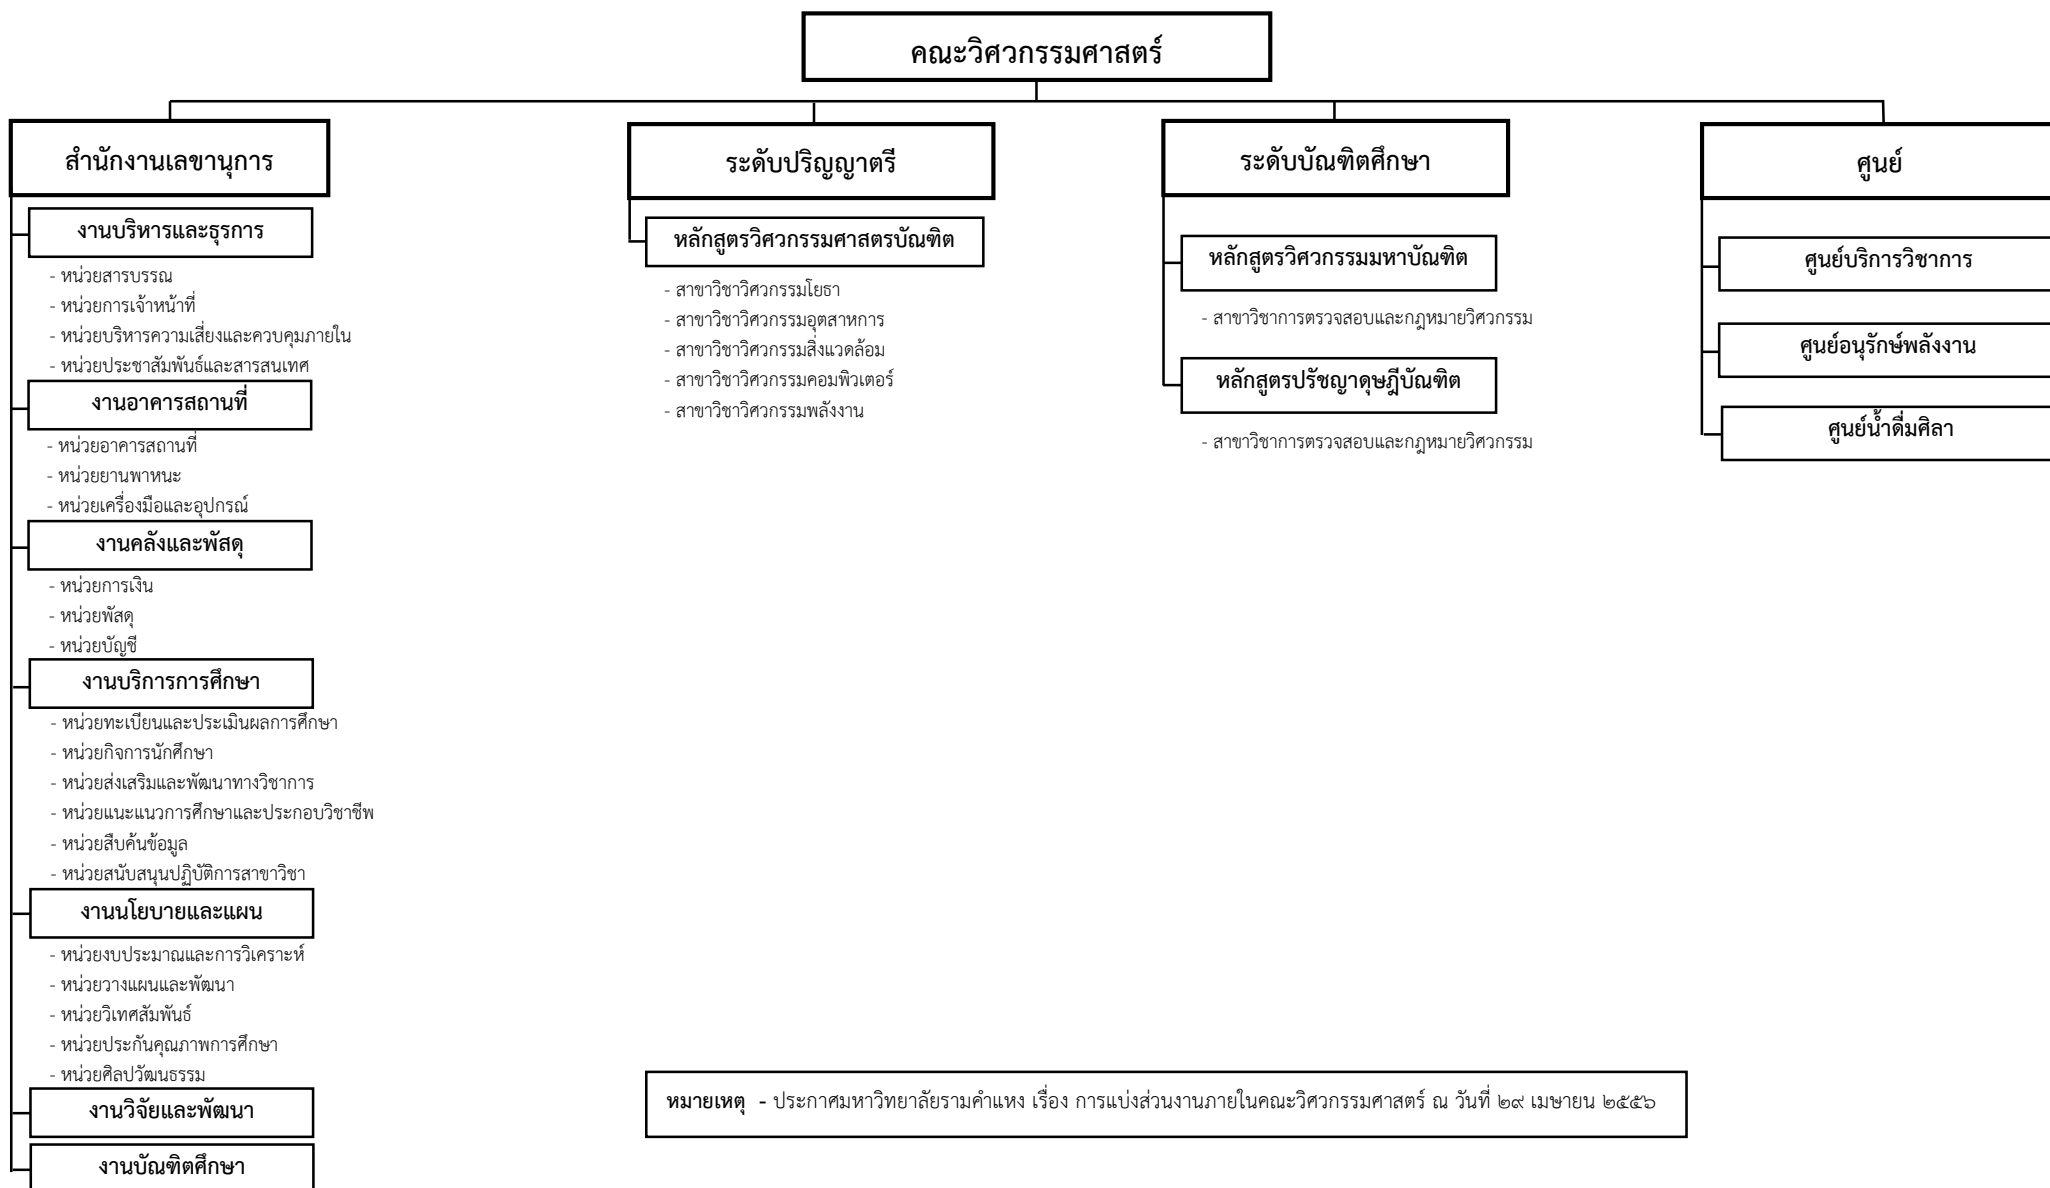 คณะวิศวกรรมศาสตร์
สำนักงานเลขานุการ
งานบริหารและธุรการ
- หน่วยสารบรรณ
- หน่วยการเจ้าหน้าที่
- หน่วยบริหารความเสี่ยงและควบคุมภายใน
- หน่วยประชาสัมพันธ์และสารสนเทศ
งานอาคารสถานที่
- หน่วยอาคารสถานที่
- หน่วยยานพาหนะ
- หน่วยเครื่องมือและอุปกรณ์
งานคลังและพัสดุ
- หน่วยการเงิน
- หน่วยพัสดุ
- หน่วยบัญชี
งานบริการการศึกษา
- หน่วยทะเบียนและประเมินผลการศึกษา
- หน่วยกิจการนักศึกษา
- หน่วยส่งเสริมและพัฒนาทางวิชาการ
- หน่วยแนะแนวการศึกษาและประกอบวิชาชีพ
- หน่วยสืบค้นข้อมูล
- หน่วยสนับสนุนปฏิบัติการสาขาวิชา
งานนโยบายและแผน
- หน่วยงบประมาณและการวิเคราะห์
- หน่วยวางแผนและพัฒนา
- หน่วยวิเทศสัมพันธ์
- หน่วยประกันคุณภาพการศึกษา
- หน่วยศิลปวัฒนธรรม
งานวิจัยและพัฒนา
งานบัณฑิตศึกษา
ระดับปริญญาตรี
หลักสูตรวิศวกรรมศาสตรบัณฑิต
- สาขาวิชาวิศวกรรมโยธา
- สาขาวิชาวิศวกรรมอุตสาหการ
- สาขาวิชาวิศวกรรมสิ่งแวดล้อม
- สาขาวิชาวิศวกรรมคอมพิวเตอร์
- สาขาวิชาวิศวกรรมพลังงาน
ระดับบัณฑิตศึกษา
หลักสูตรวิศวกรรมมหาบัณฑิต
- สาขาวิชาการตรวจสอบและกฎหมายวิศวกรรม
หลักสูตรปรัชญาดุษฎีบัณฑิต
- สาขาวิชาการตรวจสอบและกฎหมายวิศวกรรม
ศูนย์
ศูนย์บริการวิชาการ
ศูนย์อนุรักษ์พลังงาน
ศูนย์น้ำดื่มศิลา
หมายเหตุ - ประกาศมหาวิทยาลัยรามคำแหง เรื่อง การแบ่งส่วนงานภายในคณะวิศวกรรมศาสตร์ ณ วันที่ ๒๙ เมษายน ๒๕๕๖